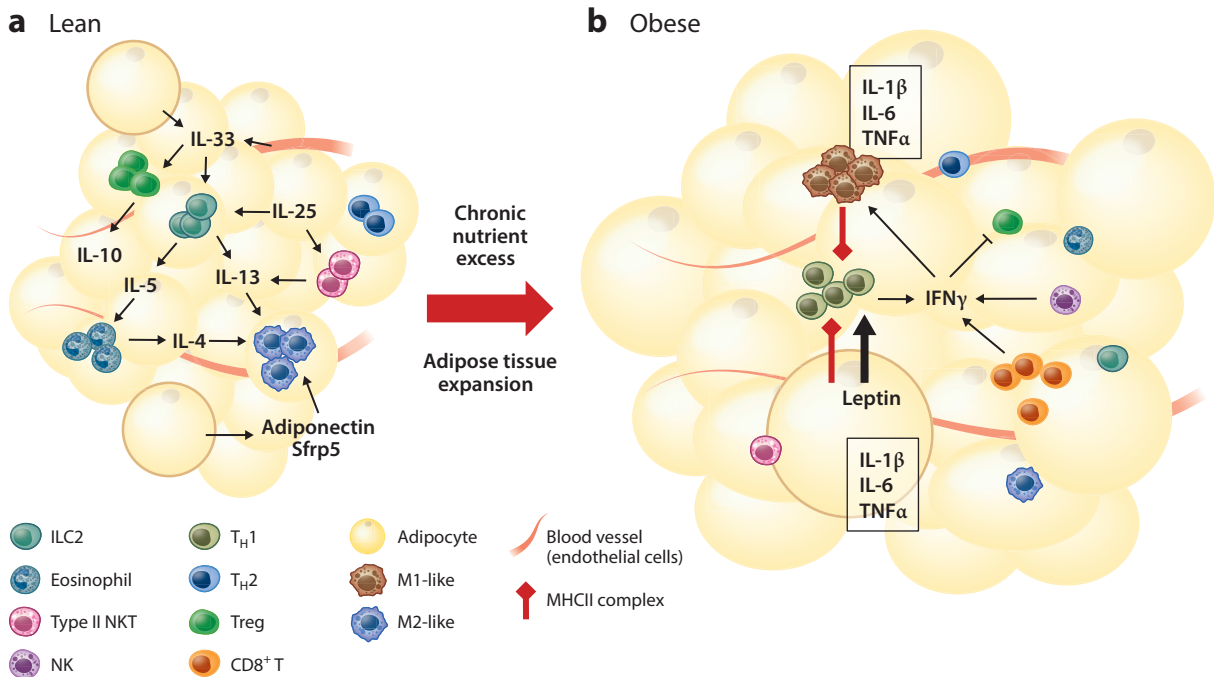 a Lean
IL-33
IL-25
IL-10
IL-5
IL-13
IL-4
Adiponectin
Sfrp5
Chronic
nutrient
excess
Adipose tissue
expansion
b Obese
IL-1β
IL-6
TNFα
IFNγ
Leptin
IL-1β
IL-6
TNFα
ILC2
Eosinophil
Type II NKT
NK
TH1
TH2
Treg
CD8+ T
Adipocyte
M1-like
M2-like
Blood vessel
(endothelial cells)
MHCII complex